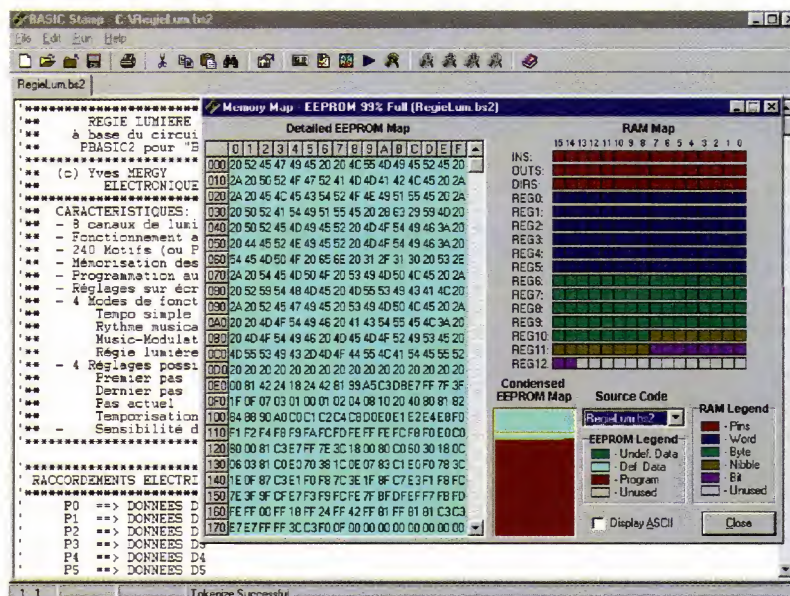 BASIC Stamp - C:\RegieLum.bs2
File Edit Run Help
RegieLum.bs2
'**********
'** REGIE LUMIERE
'** à base du circui
'** PBASIC2 pour "B
'**********
'** (c) Yves MERGY
'** ELECTRONIQUE
'**********
'** CARACTERISTIQUES:
'** - 8 canaux de lumi
'** - Fonctionnement a
'** - 240 Motifs (ou P
'** - Mémorisation des
'** - Programmation au
'** - Réglages sur écr
'** - 4 Modes de fonct
'** Tempo simple
'** Rythme musica
'** Music-Modulat
'** Régie lumière
'** - 4 Réglages possi
'** Premier pas
'** Dernier pas
'** Pas actuel
'** Temporisation
'** - Sensibilité d
RACCORDEMENTS ELECTRI
P0 ==> DONNEES D
P1 ==> DONNEES D
P2 ==> DONNEES D
P3 ==> DONNEES D3
P4 ==> DONNEES D4
P5 ==> DONNEES D5
1 1 Tokenize Successful
Memory Map - EEPROM 99% Full (RegieLum.bs2)
Detailed EEPROM Map
0 1 2 3 4 5 6 7 8 9 A B C D E F
000 20 52 45 47 49 45 20 20 4C 55 4D 49 45 52 45 20
010 2A 20 50 52 4F 47 52 41 4D 4D 41 42 4C 45 20 2A
020 2A 20 45 4C 45 43 54 52 4F 4E 49 51 55 45 20 2A
030 20 50 52 41 54 49 51 55 45 20 28 63 29 59 4D 20
040 20 50 52 45 4D 49 45 52 20 4D 4F 54 49 46 3A 20
050 20 44 45 52 4E 49 45 52 20 4D 4F 54 49 46 3A 20
060 54 45 4D 50 4F 20 65 6E 20 31 2F 31 30 20 53 2E
070 2A 20 54 45 4D 50 4F 20 53 49 4D 50 4C 45 20 2A
080 20 52 59 54 48 4D 45 20 4D 55 53 49 43 41 4C 20
090 2A 20 52 45 47 49 45 20 53 49 4D 50 4C 45 20 2A
0A0 20 20 4D 4F 54 49 46 20 41 43 54 55 45 4C 3A 20
0B0 20 4D 4F 54 49 46 20 4D 45 4D 4F 52 49 53 45 20
0C0 4D 55 53 49 43 2D 4D 4F 44 55 4C 41 54 45 55 52
0D0 20 20 20 20 20 20 20 20 20 20 20 20 20 20 20 20
0E0 00 81 42 24 18 24 42 81 99 A5 C3 DB E7 FF 7F 3F
0F0 1F 0F 07 03 01 00 01 02 04 08 10 20 40 80 81 82
100 84 88 90 A0 C0 C1 C2 C4 C8 D0 E0 E1 E2 E4 E8 F0
110 F1 F2 F4 F8 F9 FA FC FD FE FF FE FC F8 F0 E0 C0
120 80 00 81 C3 E7 FF 7E 3C 18 00 80 C0 60 30 18 0C
130 06 03 81 C0 E0 70 38 1C 0E 07 83 C1 E0 F0 78 3C
140 1E 0F 87 C3 E1 F0 F8 7C 3E 1F 8F C7 E3 F1 F8 FC
150 7E 3F 9F CF E7 F3 F9 FC FE 7F BF DF EF F7 FB FD
160 FE FF 00 FF 18 FF 24 FF 42 FF 81 FF 81 81 C3 C3
170 E7 E7 FF FF 3C C3 F0 0F 00 00 00 00 00 00 00 00
RAM Map
15 14 13 12 11 10 9 8 7 6 5 4 3 2 1 0
INS:
OUTS:
DIRS:
REG0:
REG1:
REG2:
REG3:
REG4:
REG5:
REG6:
REG7:
REG8:
REG9:
REG10:
REG11:
REG12:
Condensed EEPROM Map
Source Code
RegieLum.bs2
EEPROM Legend
- Undef. Data
- Def. Data
- Program
- Unused
Display ASCII
RAM Legend
- Pins
- Word
- Byte
- Nibble
- Bit
- Unused
Close